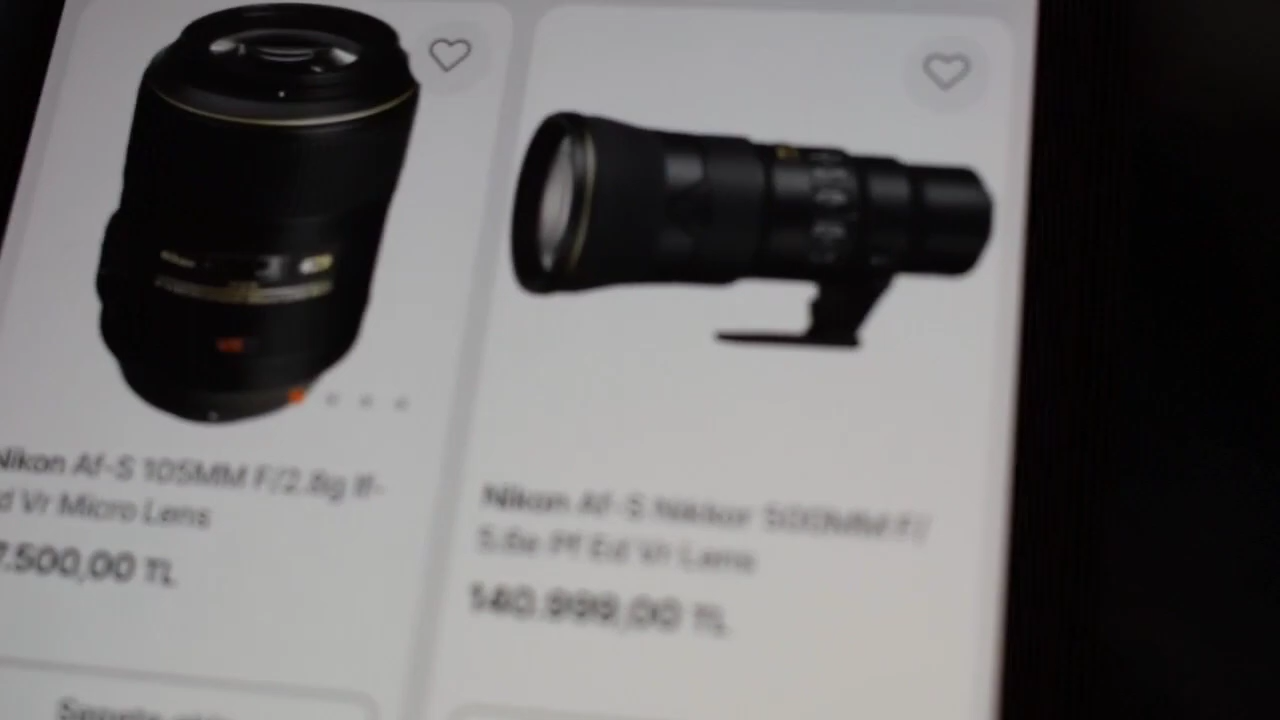 Nikon Af-S 105MM F/2.8g If-
d Vr Micro Lens
7.500,00 TL
Nikon Af-S Nikkor 500MM F/
5.6e Pf Ed Vr Lens
140.999,00 TL